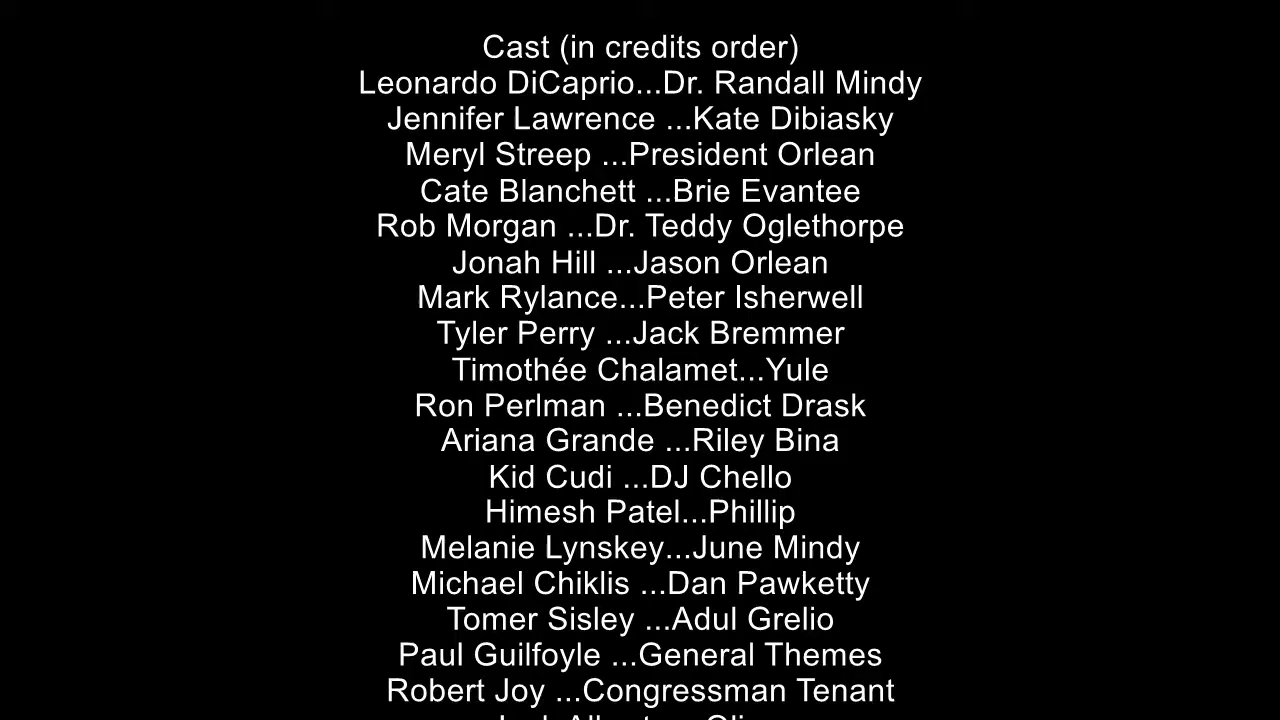 Cast (in credits order)
Leonardo DiCaprio...Dr. Randall Mindy
Jennifer Lawrence ...Kate Dibiasky
Meryl Streep ...President Orlean
Cate Blanchett ...Brie Evantee
Rob Morgan ...Dr. Teddy Oglethorpe
Jonah Hill ...Jason Orlean
Mark Rylance...Peter Isherwell
Tyler Perry ...Jack Bremmer
Timothée Chalamet...Yule
Ron Perlman ...Benedict Drask
Ariana Grande ...Riley Bina
Kid Cudi ...DJ Chello
Himesh Patel...Phillip
Melanie Lynskey...June Mindy
Michael Chiklis ...Dan Pawketty
Tomer Sisley ...Adul Grelio
Paul Guilfoyle ...General Themes
Robert Joy ...Congressman Tenant